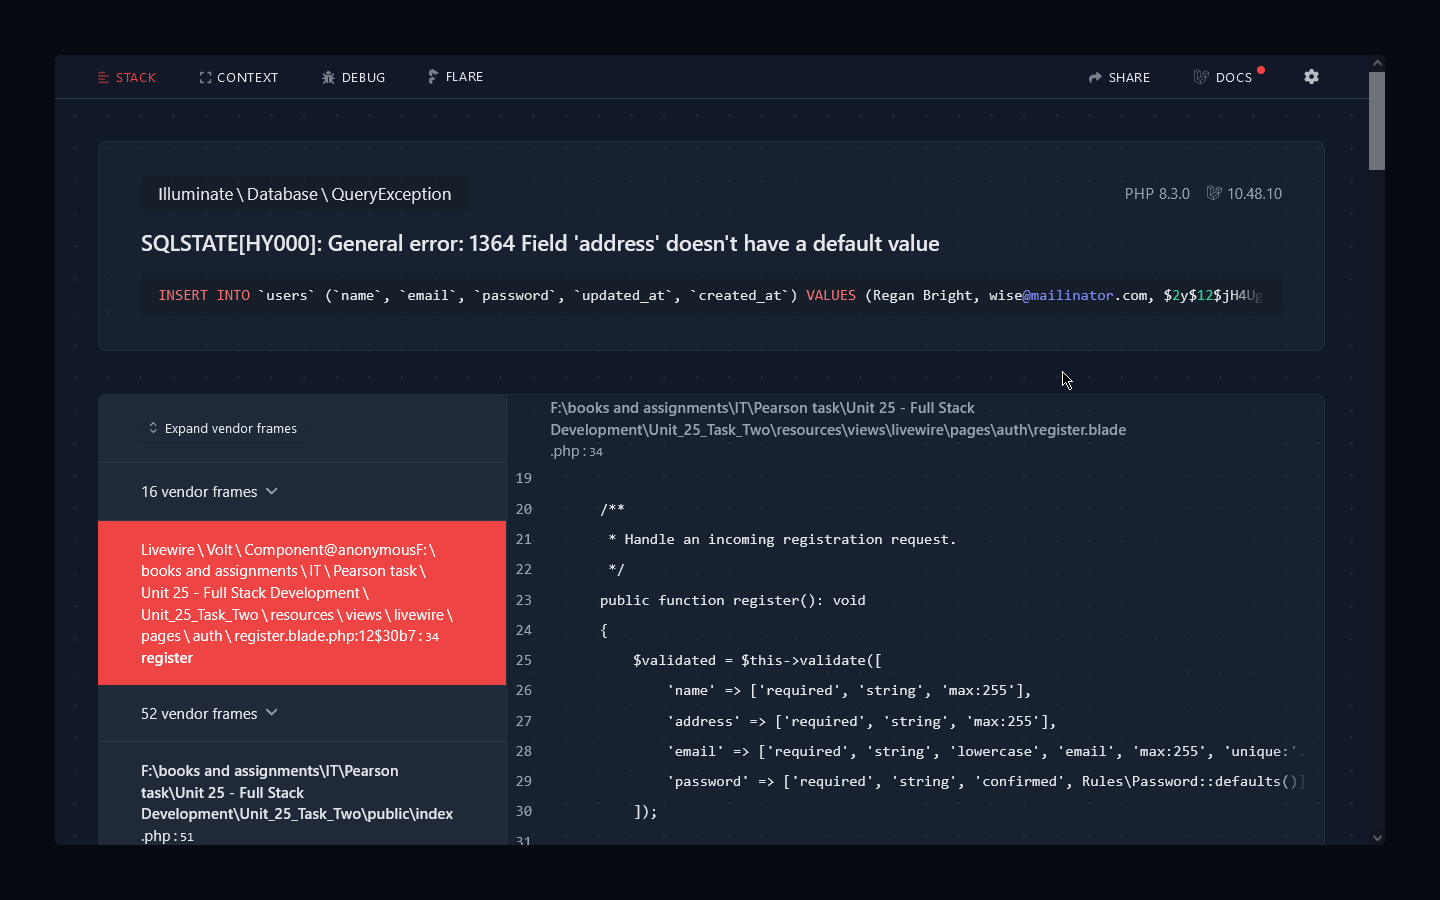 STACK CONTEXT DEBUG FLARE SHARE DOCS
Illuminate \ Database \ QueryException
PHP 8.3.0 10.48.10
SQLSTATE[HY000]: General error: 1364 Field 'address' doesn't have a default value
INSERT INTO `users` (`name`, `email`, `password`, `updated_at`, `created_at`) VALUES (Regan Bright, wise@mailinator.com, $2y$12$jH4Ug
Expand vendor frames
16 vendor frames
Livewire \ Volt \ Component@anonymousF: \
books and assignments \ IT \ Pearson task \
Unit 25 - Full Stack Development \
Unit_25_Task_Two \ resources \ views \ livewire \
pages \ auth \ register.blade.php:12$30b7 : 34
register
52 vendor frames
F:\books and assignments\IT\Pearson
task\Unit 25 - Full Stack
Development\Unit_25_Task_Two\public\index
.php : 51
F:\books and assignments\IT\Pearson task\Unit 25 - Full Stack
Development\Unit_25_Task_Two\resources\views\livewire\pages\auth\register.blade
.php : 34
19
20 /**
21 * Handle an incoming registration request.
22 */
23 public function register(): void
24 {
25 $validated = $this->validate([
26 'name' => ['required', 'string', 'max:255'],
27 'address' => ['required', 'string', 'max:255'],
28 'email' => ['required', 'string', 'lowercase', 'email', 'max:255', 'unique:'.
29 'password' => ['required', 'string', 'confirmed', Rules\Password::defaults()]
30 ]);
31